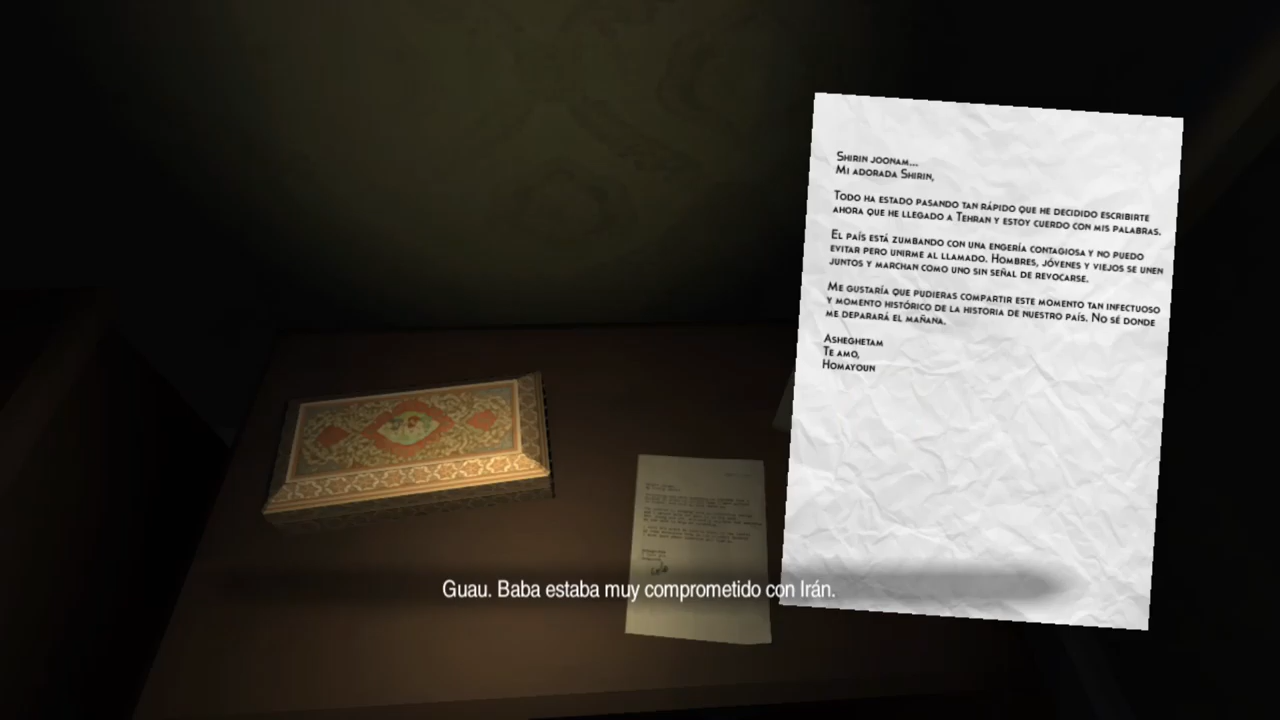 Shirin joonam...
Mi adorada Shirin,
Todo ha estado pasando tan rápido que he decidido escribirte
ahora que he llegado a Tehran y estoy cuerdo con mis palabras.
El país está zumbando con una engería contagiosa y no puedo
evitar pero unirme al llamado. Hombres, jóvenes y viejos se unen
juntos y marchan como uno sin señal de revocarse.
Me gustaría que pudieras compartir este momento tan infectuoso
y momento histórico de la historia de nuestro país. No sé donde
me deparará el mañana.
Asheghetam
Te amo,
Homayoun
Guau. Baba estaba muy comprometido con Irán.